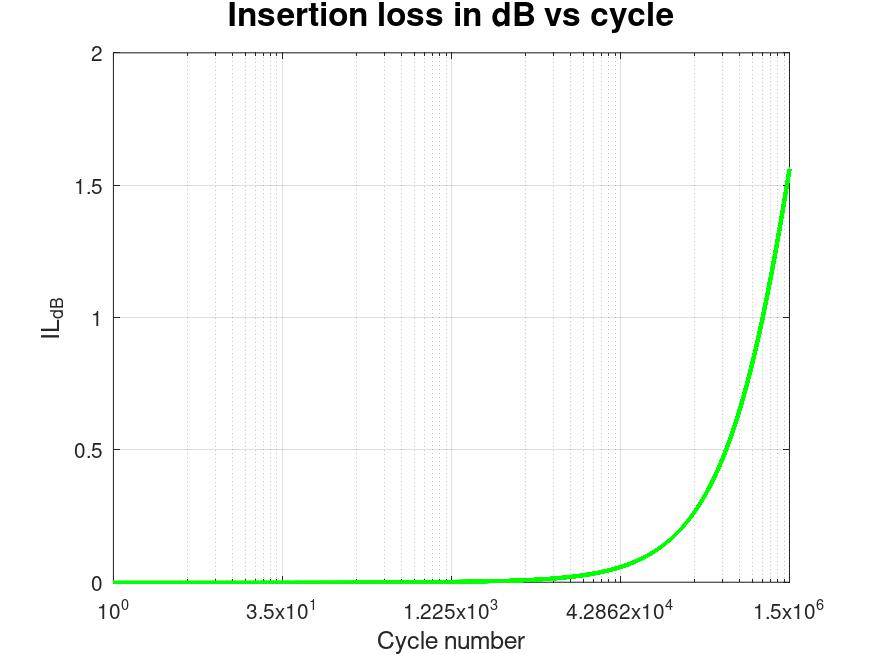 Insertion loss in dB vs cycle
2
1.5
1
0.5
0
IL_dB
10^0 3.5x10^1 1.225x10^3 4.2862x10^4 1.5x10^6
Cycle number